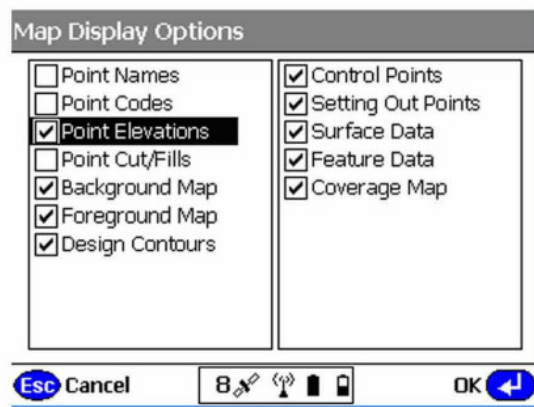 Map Display Options
Point Names
Point Codes
Point Elevations
Point Cut/Fills
Background Map
Foreground Map
Design Contours
Control Points
Setting Out Points
Surface Data
Feature Data
Coverage Map
Esc Cancel
8
OK